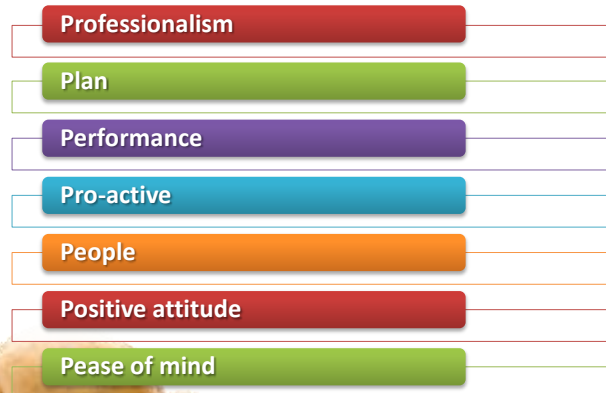 Professionalism
Plan
Performance
Pro-active
People
Positive attitude
Pease of mind